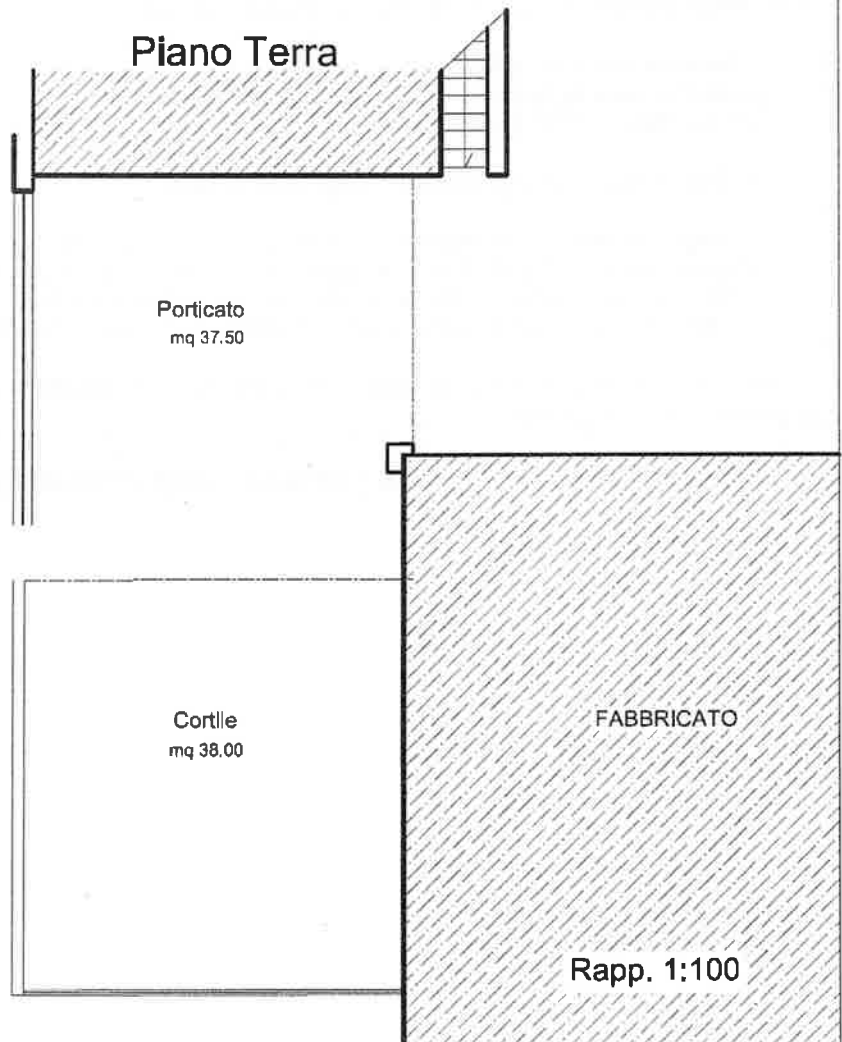 Piano Terra
Porticato
mq 37.50
Cortile
mq 38.00
FABBRICATO
Rapp. 1:100